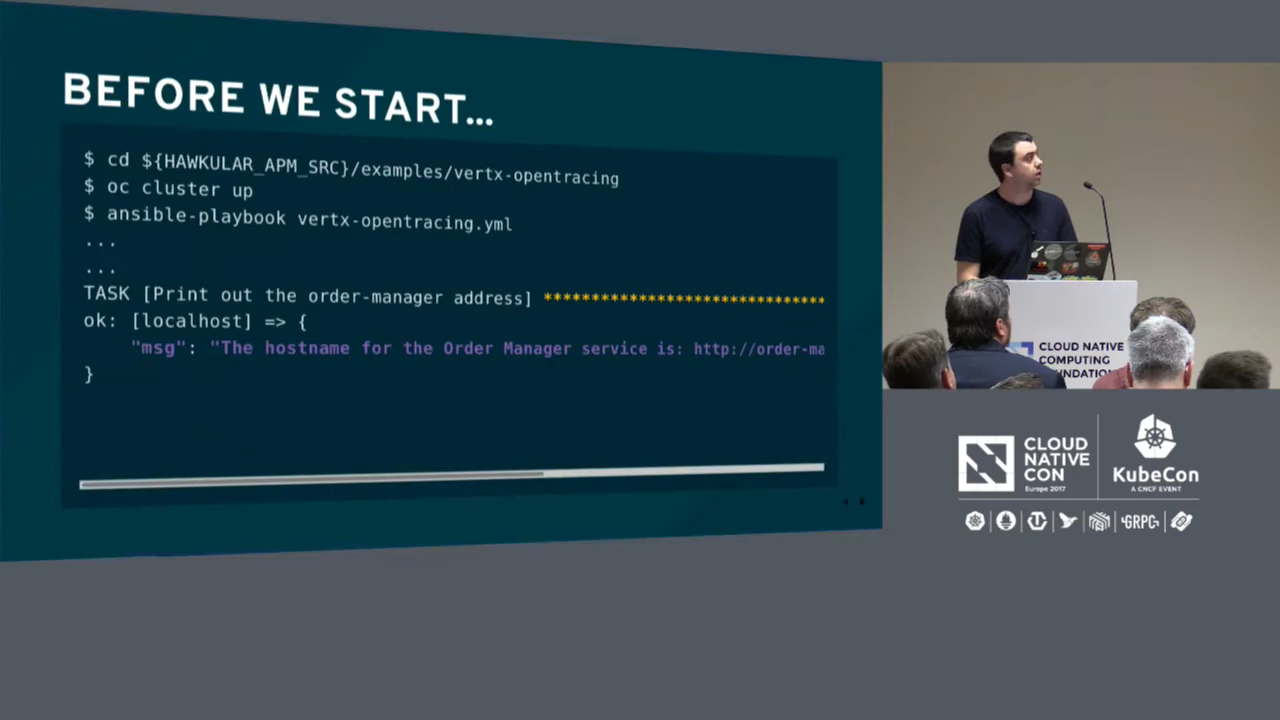 BEFORE WE START...
$ cd ${HAWKULAR_APM_SRC}/examples/vertx-opentracing
$ oc cluster up
$ ansible-playbook vertx-opentracing.yml
...
...
TASK [Print out the order-manager address] *****************************
ok: [localhost] => {
"msg": "The hostname for the Order Manager service is: http://order-ma
}
CLOUD NATIVE
COMPUTING
FOUNDATION
CLOUD
NATIVE
CON
Europe 2017
KubeCon
A CNCF EVENT
GRPC